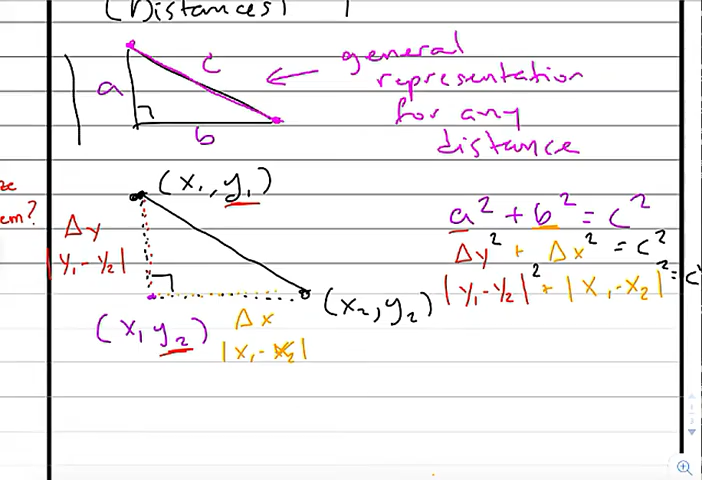 (Distances)
c
general
a
representation
b
for any
distance
(x₁, y₁)
em?
Δy
|y₁ - y₂|
(x₂, y₂)
(x, y₂)
Δx
|x₁ - x₂|
a² + b² = c²
Δy² + Δx² = c²
|y₁ - y₂|² + |x₁ - x₂|² = c²